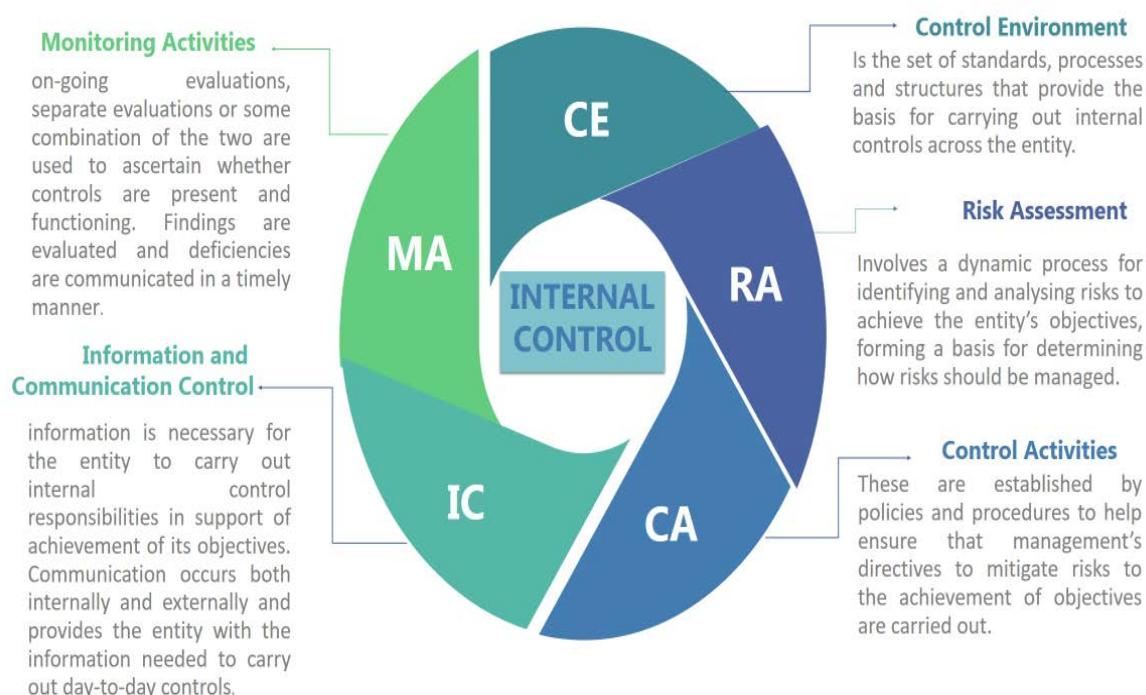 Monitoring Activities
on-going evaluations,
separate evaluations or some
combination of the two are
used to ascertain whether
controls are present and
functioning. Findings are
evaluated and deficiencies
are communicated in a timely
manner.
Information and
Communication Control
information is necessary for
the entity to carry out
internal control
responsibilities in support of
achievement of its objectives.
Communication occurs both
internally and externally and
provides the entity with the
information needed to carry
out day-to-day controls.
CE
MA
RA
INTERNAL
CONTROL
IC
CA
Control Environment
Is the set of standards, processes
and structures that provide the
basis for carrying out internal
controls across the entity.
Risk Assessment
Involves a dynamic process for
identifying and analysing risks to
achieve the entity's objectives,
forming a basis for determining
how risks should be managed.
Control Activities
These are established by
policies and procedures to help
ensure that management's
directives to mitigate risks to
the achievement of objectives
are carried out.